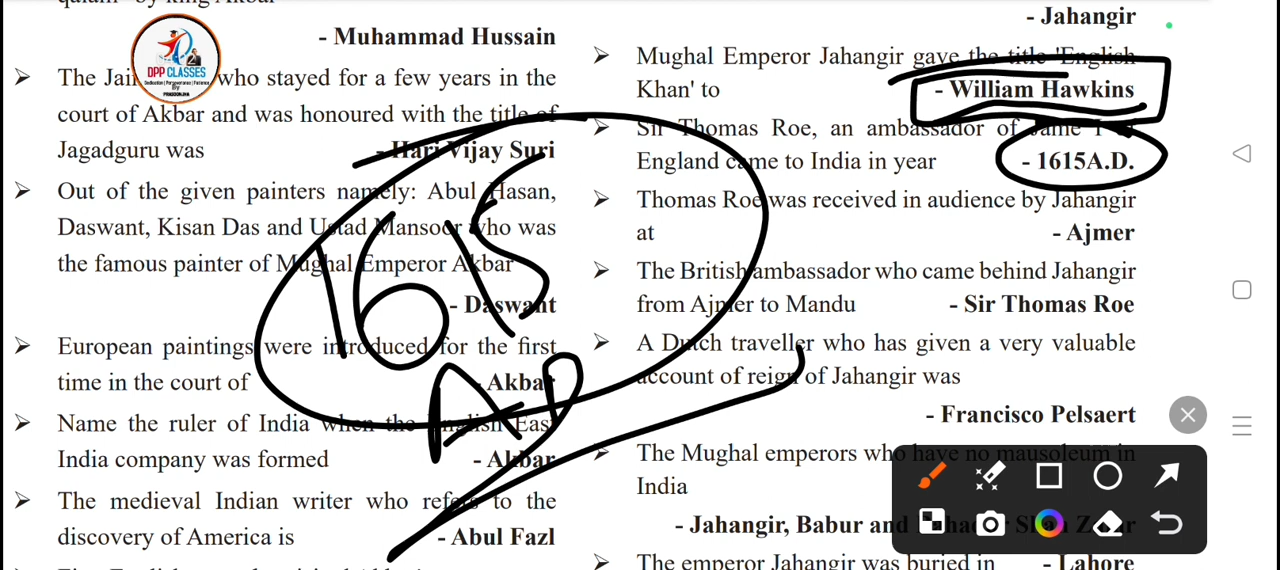 qalam" by king Akbar
- Muhammad Hussain
The Jai who stayed for a few years in the
court of Akbar and was honoured with the title of
Jagadguru was - Hari Vijay Suri
Out of the given painters namely: Abul Hasan,
Daswant, Kisan Das and Ustad Mansoor who was
the famous painter of Mughal Emperor Akbar
- Daswant
European paintings were introduced for the first
time in the court of - Akbar
Name the ruler of India when the English East
India company was formed - Akbar
The medieval Indian writer who refers to the
discovery of America is - Abul Fazl
DPP CLASSES
By
1615
A.D
- Jahangir
Mughal Emperor Jahangir gave the title 'English
Khan' to - William Hawkins
Sir Thomas Roe, an ambassador of Jame I of
England came to India in year - 1615A.D.
Thomas Roe was received in audience by Jahangir
at - Ajmer
The British ambassador who came behind Jahangir
from Ajmer to Mandu - Sir Thomas Roe
A Dutch traveller who has given a very valuable
account of reign of Jahangir was
- Francisco Pelsaert
The Mughal emperors who have no mausoleum in
India
- Jahangir, Babur and
The emperor Jahangir was buried in - Lahore